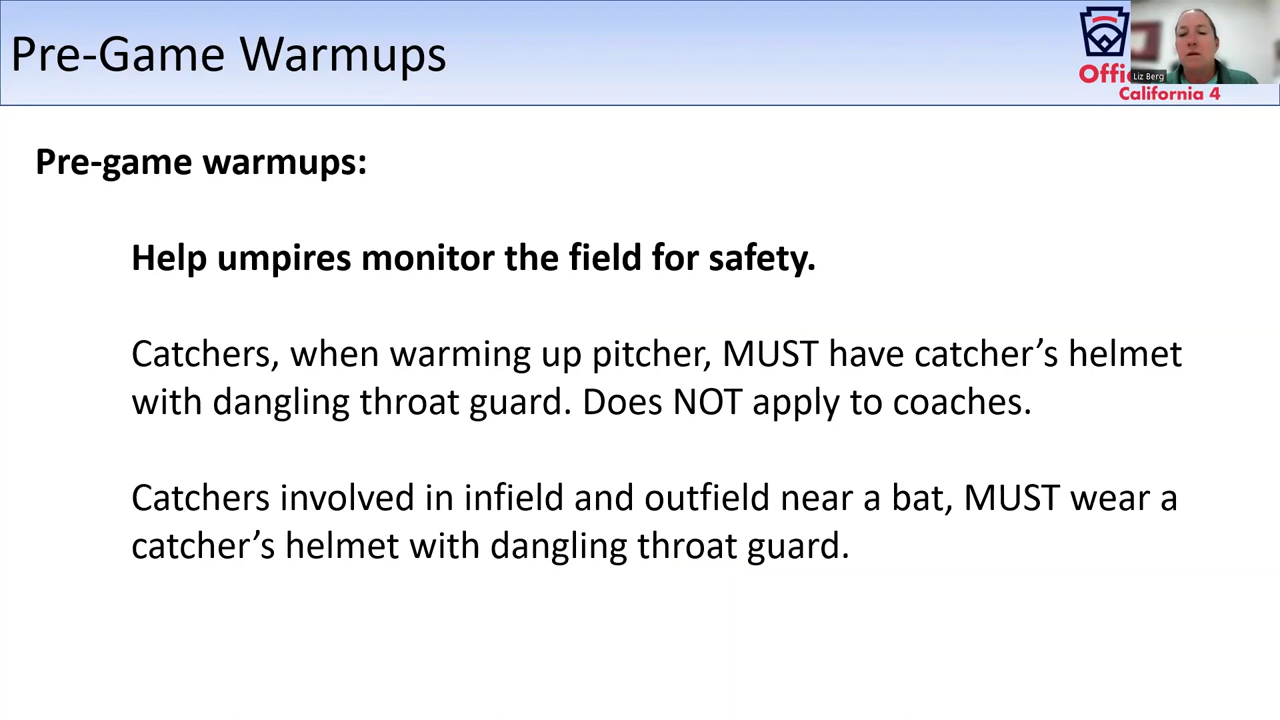 Pre-Game Warmups
Liz Berg
California 4
Pre-game warmups:
Help umpires monitor the field for safety.
Catchers, when warming up pitcher, MUST have catcher’s helmet
with dangling throat guard. Does NOT apply to coaches.
Catchers involved in infield and outfield near a bat, MUST wear a
catcher’s helmet with dangling throat guard.